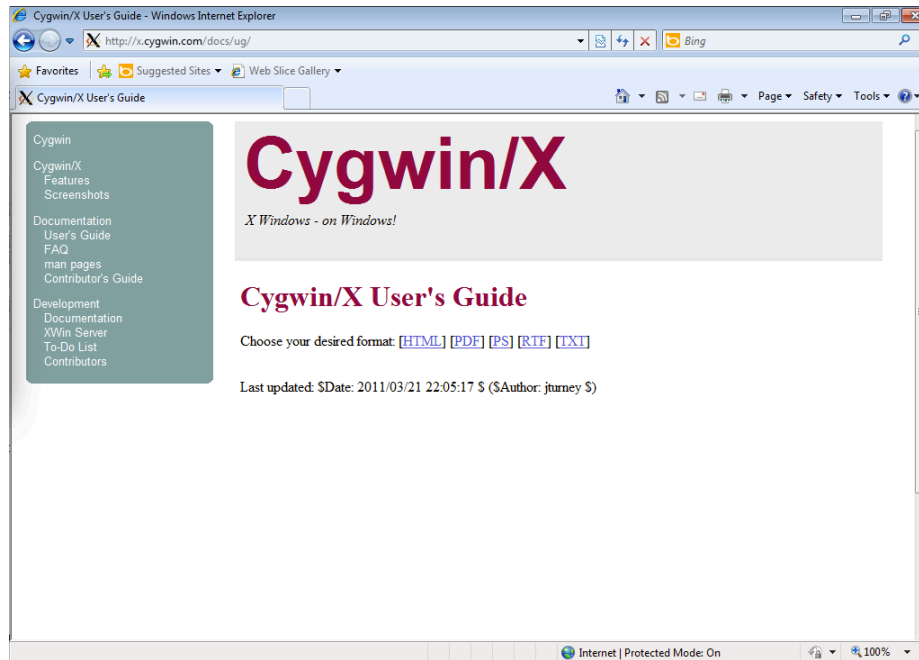 Cygwin/X User's Guide - Windows Internet Explorer
http://x.cygwin.com/docs/ug/
Bing
Favorites
Suggested Sites
Web Slice Gallery
Cygwin/X User's Guide
Page
Safety
Tools
Cygwin
Cygwin/X
Features
Screenshots
Documentation
User's Guide
FAQ
man pages
Contributor's Guide
Development
Documentation
XWin Server
To-Do List
Contributors
Cygwin/X
X Windows - on Windows!
Cygwin/X User's Guide
Choose your desired format: [HTML] [PDF] [PS] [RTF] [TXT]
Last updated: $Date: 2011/03/21 22:05:17 $ ($Author: jturney $)
Internet | Protected Mode: On
100%